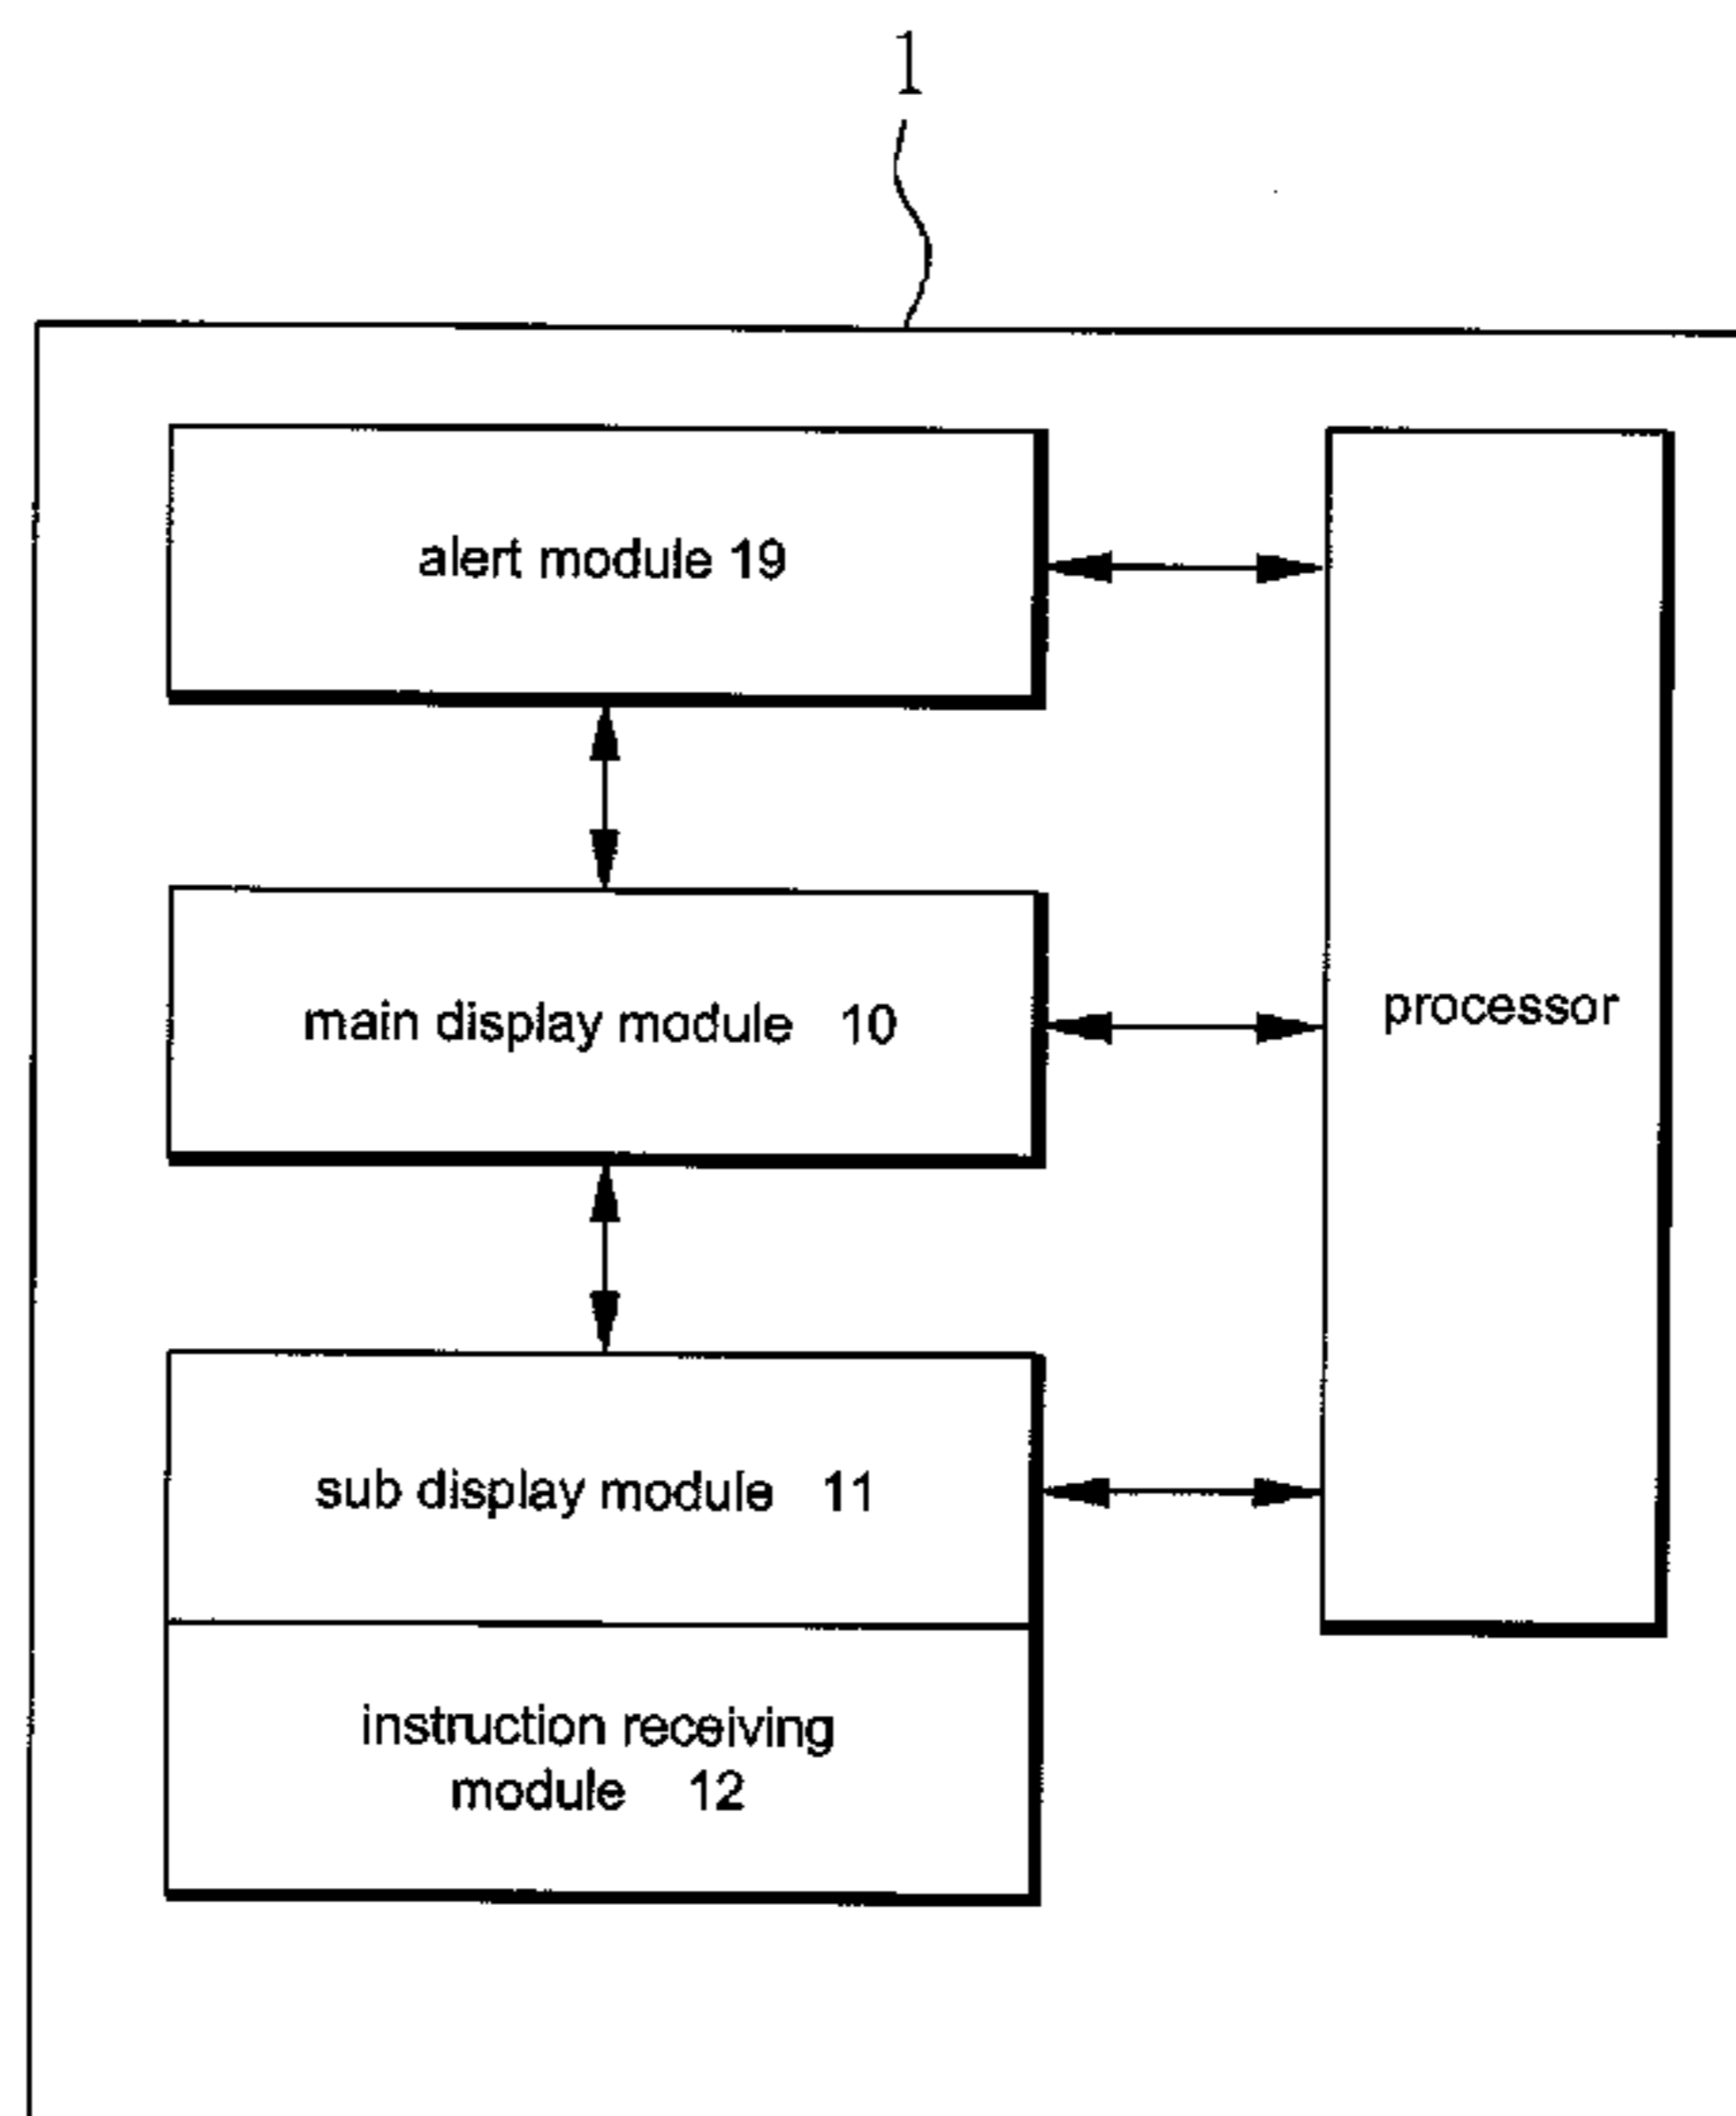 1
alert module 19
main display module 10
processor
sub display module 11
instruction receiving
module 12